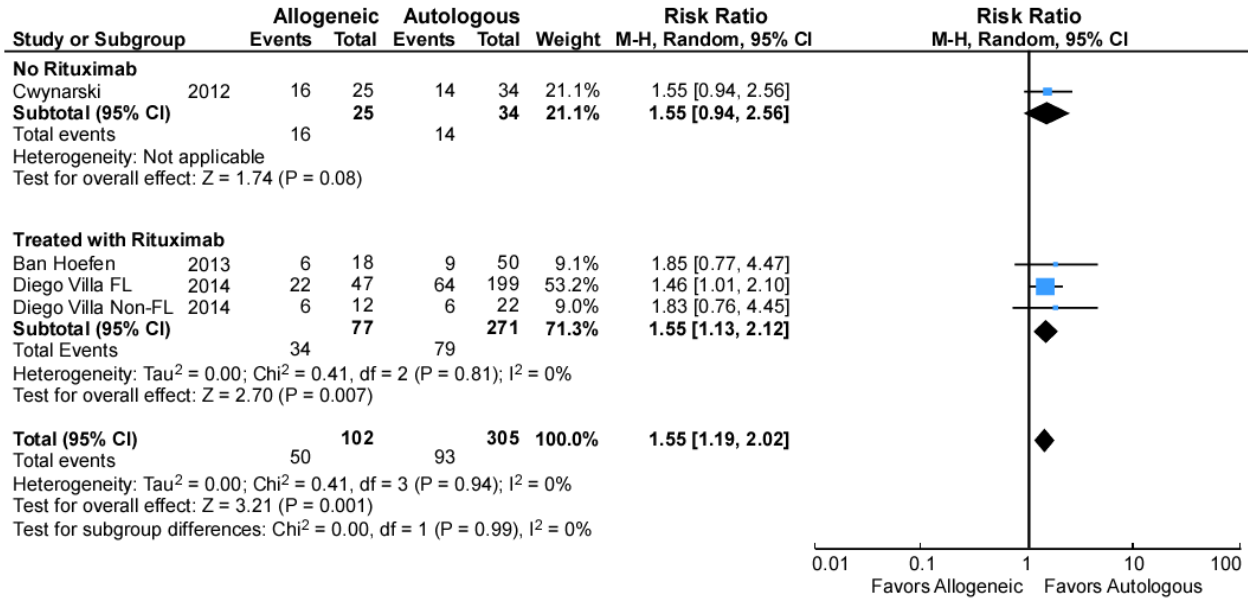 Allogeneic Autologous Risk Ratio Risk Ratio
Study or Subgroup Events Total Events Total Weight M-H, Random, 95% CI M-H, Random, 95% CI
No Rituximab
Cwynarski 2012 16 25 14 34 21.1% 1.55 [0.94, 2.56]
Subtotal (95% CI) 25 34 21.1% 1.55 [0.94, 2.56]
Total events 16 14
Heterogeneity: Not applicable
Test for overall effect: Z = 1.74 (P = 0.08)
Treated with Rituximab
Ban Hoefen 2013 6 18 9 50 9.1% 1.85 [0.77, 4.47]
Diego Villa FL 2014 22 47 64 199 53.2% 1.46 [1.01, 2.10]
Diego Villa Non-FL 2014 6 12 6 22 9.0% 1.83 [0.76, 4.45]
Subtotal (95% CI) 77 271 71.3% 1.55 [1.13, 2.12]
Total Events 34 79
Heterogeneity: Tau² = 0.00; Chi² = 0.41, df = 2 (P = 0.81); I² = 0%
Test for overall effect: Z = 2.70 (P = 0.007)
Total (95% CI) 102 305 100.0% 1.55 [1.19, 2.02]
Total events 50 93
Heterogeneity: Tau² = 0.00; Chi² = 0.41, df = 3 (P = 0.94); I² = 0%
Test for overall effect: Z = 3.21 (P = 0.001)
Test for subgroup differences: Chi² = 0.00, df = 1 (P = 0.99), I² = 0%
0.01 0.1 1 10 100
Favors Allogeneic Favors Autologous